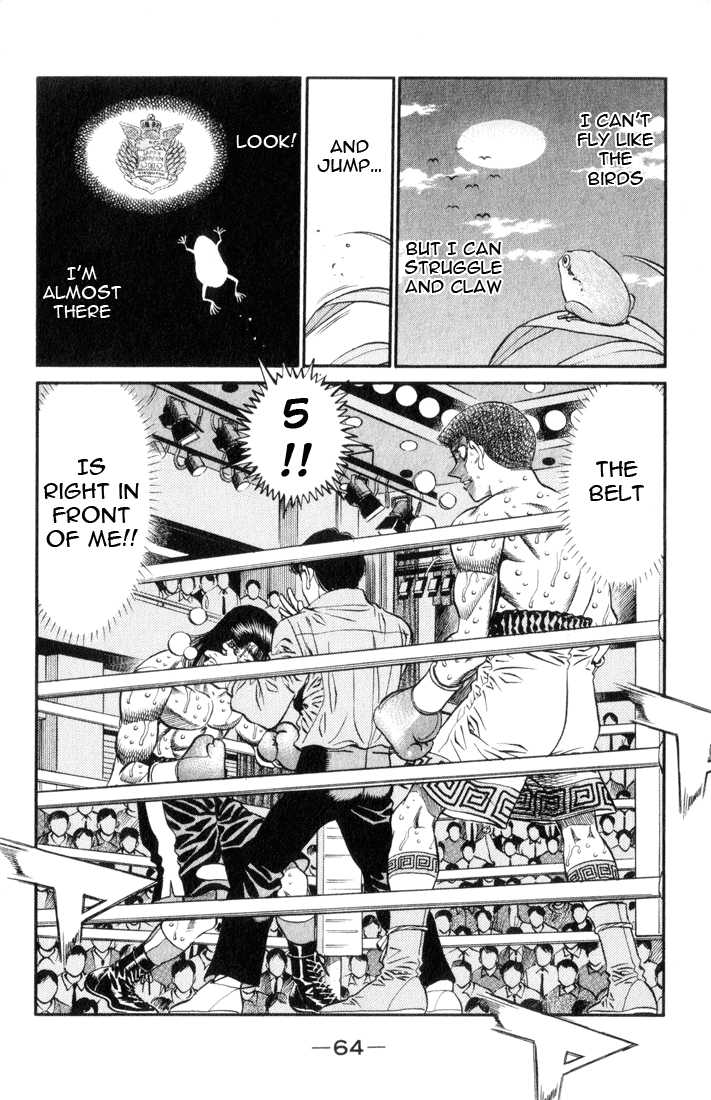 I CAN'T
FLY LIKE
THE
BIRDS
BUT I CAN
STRUGGLE
AND CLAW
AND
JUMP...
LOOK!
I'M
ALMOST
THERE
5
!!
THE
BELT
IS
RIGHT IN
FRONT
OF ME!!
—64—